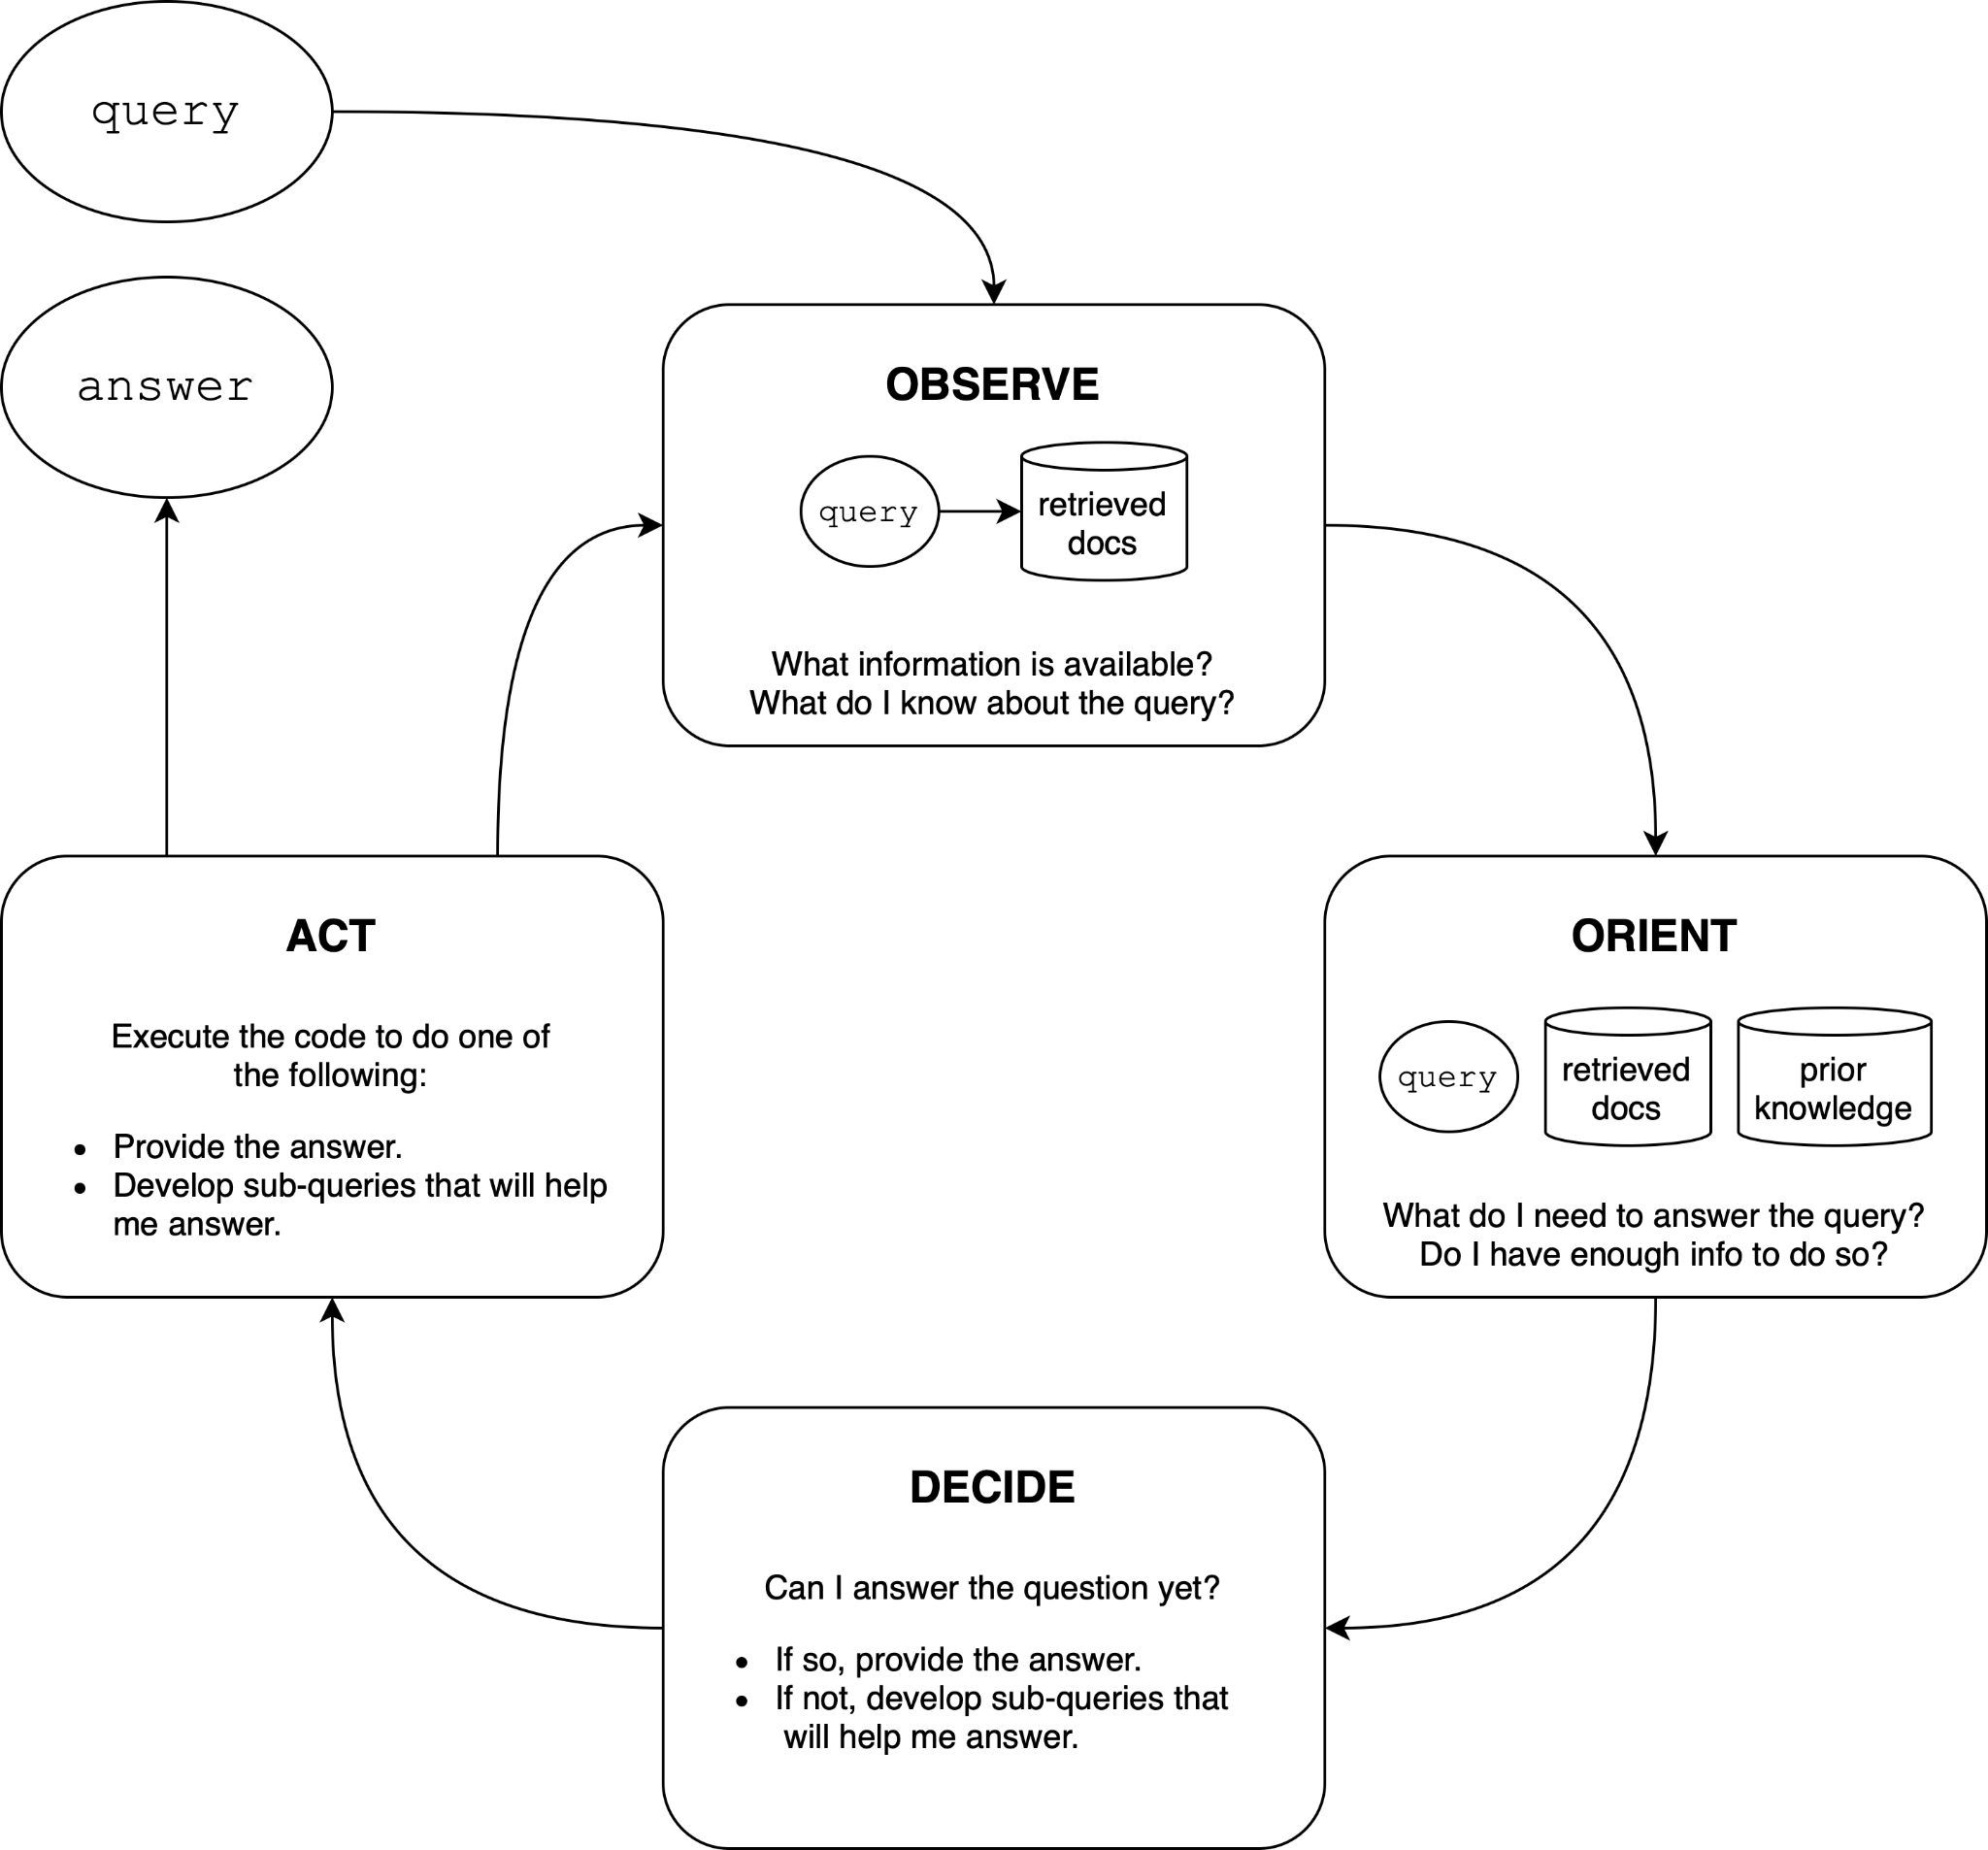 query
answer
OBSERVE
query
retrieved
docs
What information is available?
What do I know about the query?
ORIENT
query
retrieved
docs
prior
knowledge
What do I need to answer the query?
Do I have enough info to do so?
DECIDE
Can I answer the question yet?
• If so, provide the answer.
• If not, develop sub-queries that
will help me answer.
ACT
Execute the code to do one of
the following:
• Provide the answer.
• Develop sub-queries that will help
me answer.